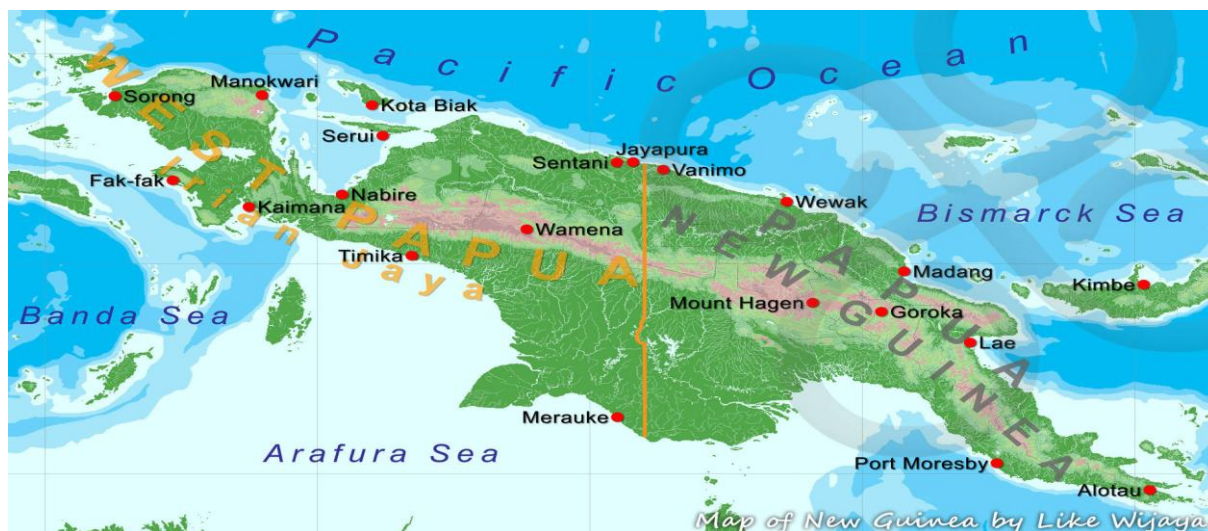 Pacific Ocean
WEST PAPUA
Irian Jaya
Manokwari
Sorong
Kota Biak
Serui
Jayapura
Sentani
Vanimo
Fak-fak
Nabire
Kaimana
Wewak
Bismarck Sea
PAPUA
NEW GUINEA
Wamena
Timika
Madang
Kimbe
Mount Hagen
Goroka
Banda Sea
Lae
Merauke
Arafura Sea
Port Moresby
Alotau
Map of New Guinea by Like Wijaya